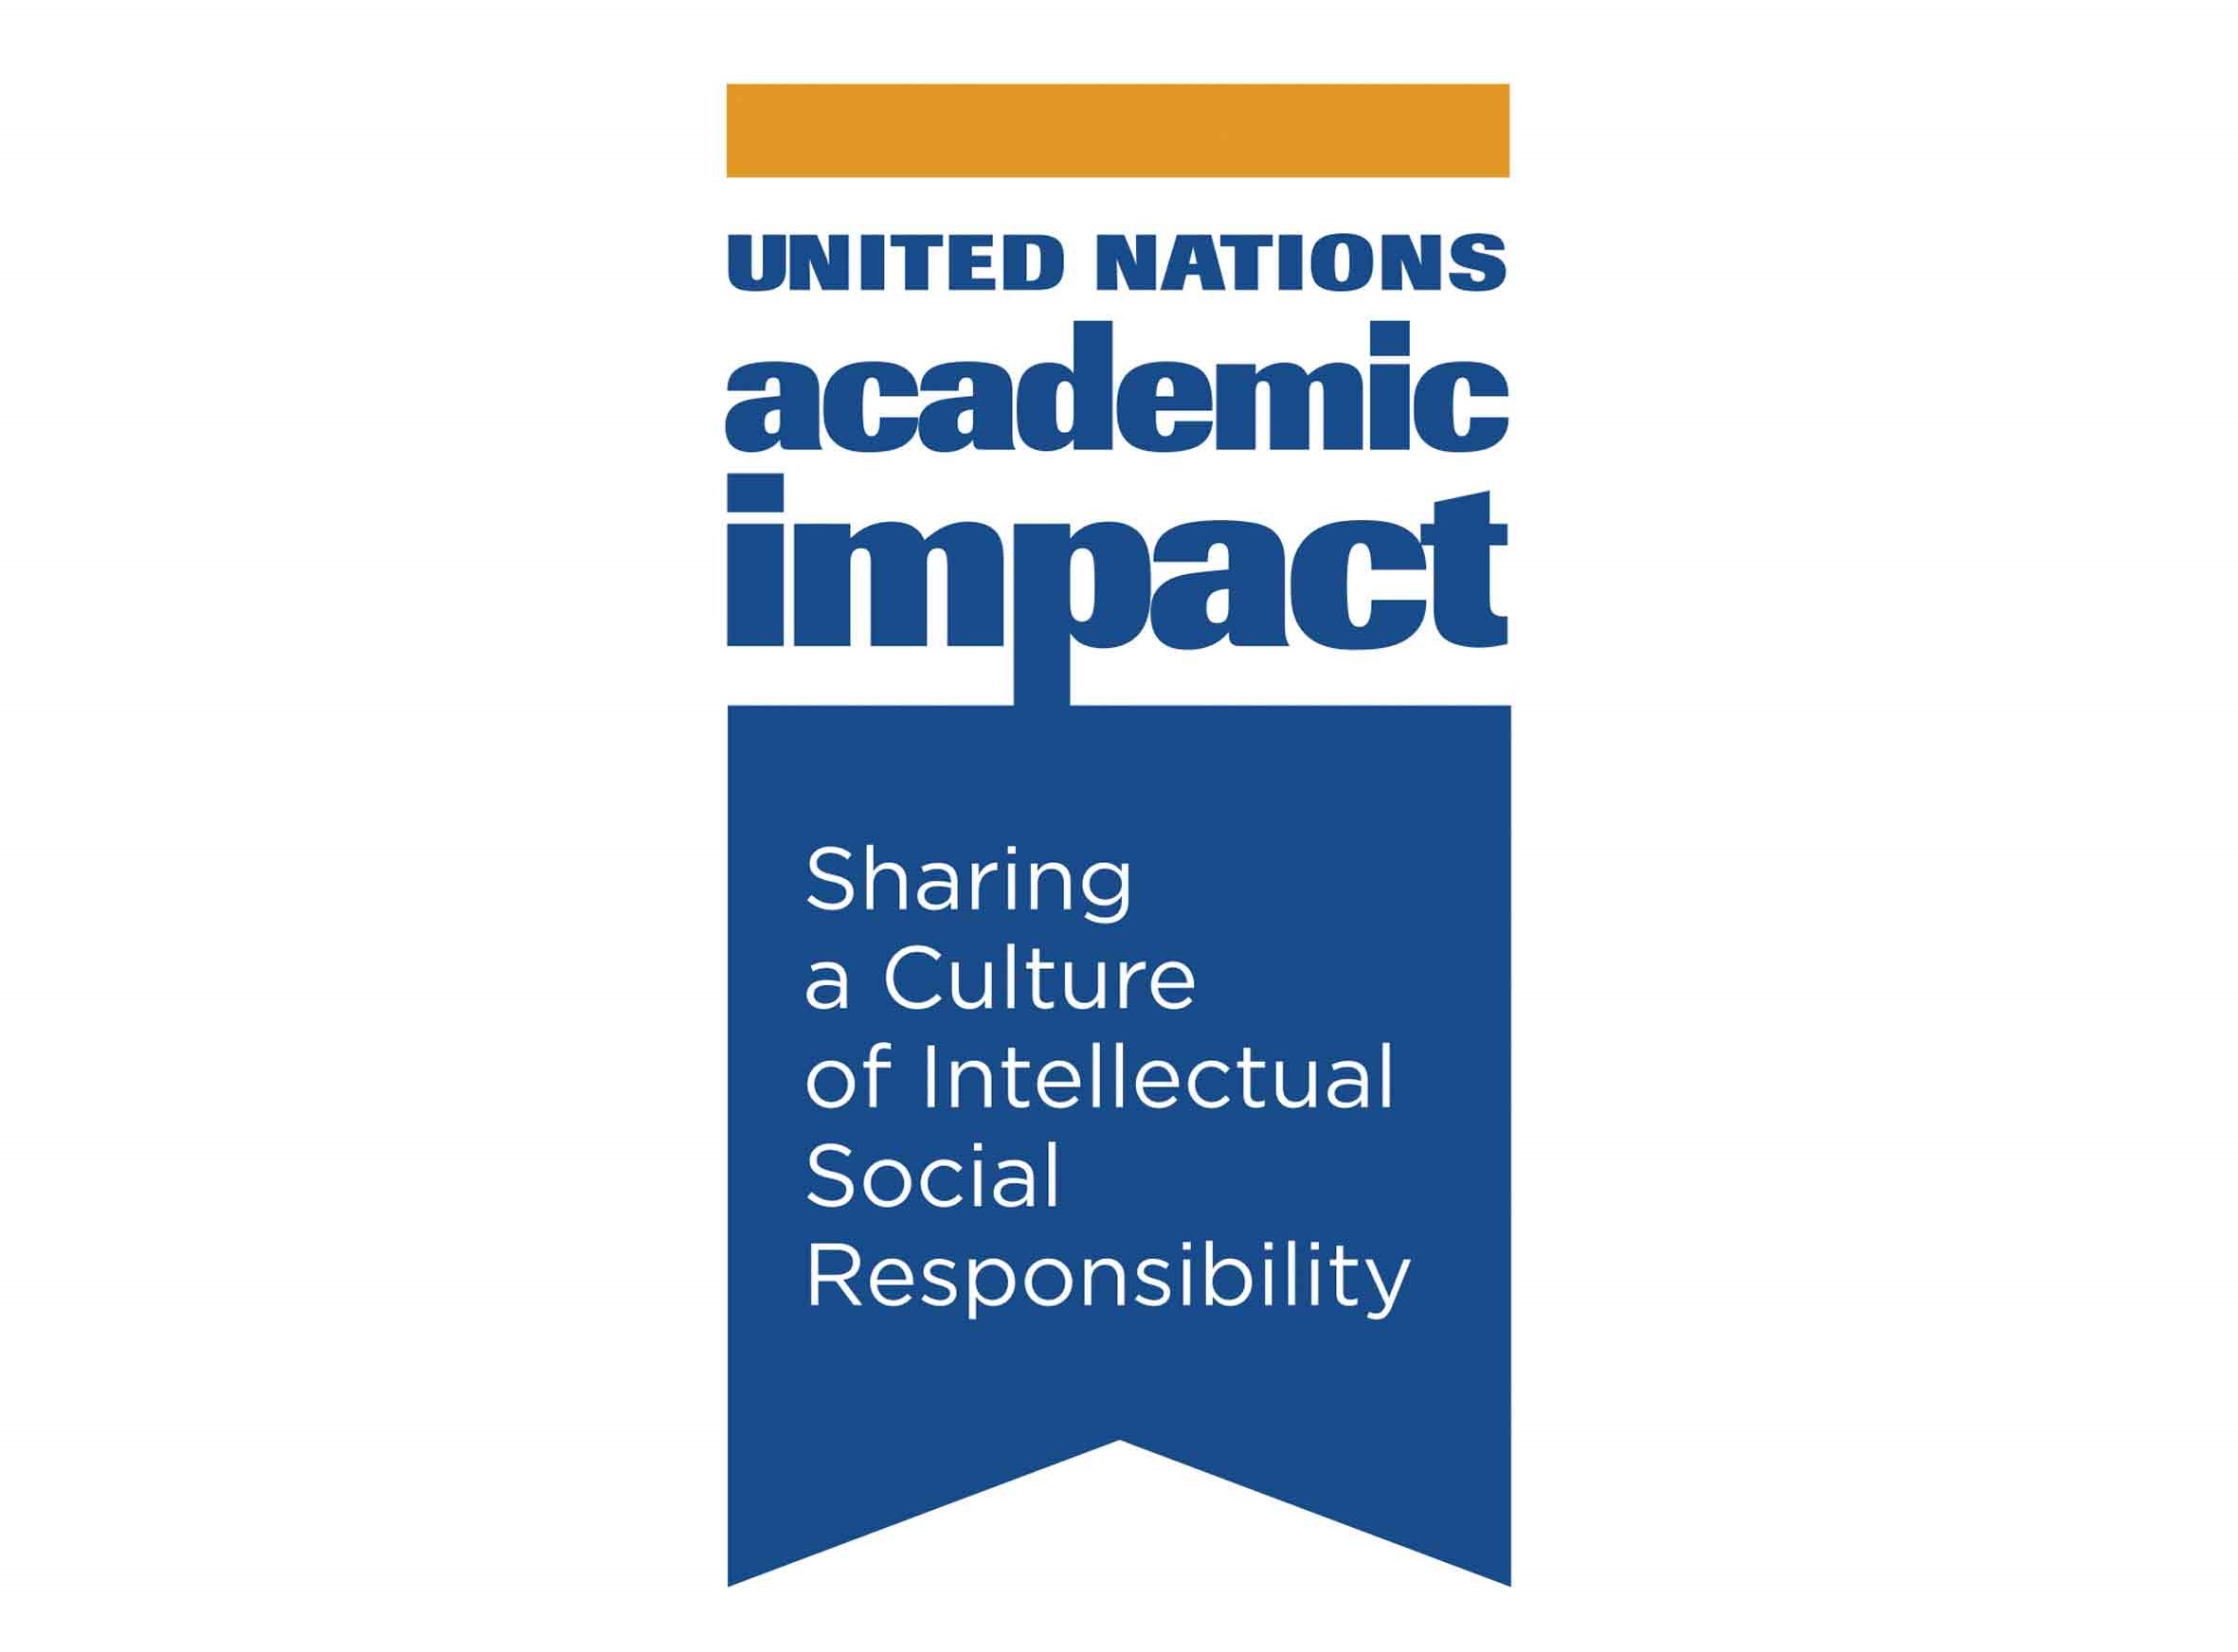 UNITED NATIONS
academic
impact
Sharing
a Culture
of Intellectual
Social
Responsibility